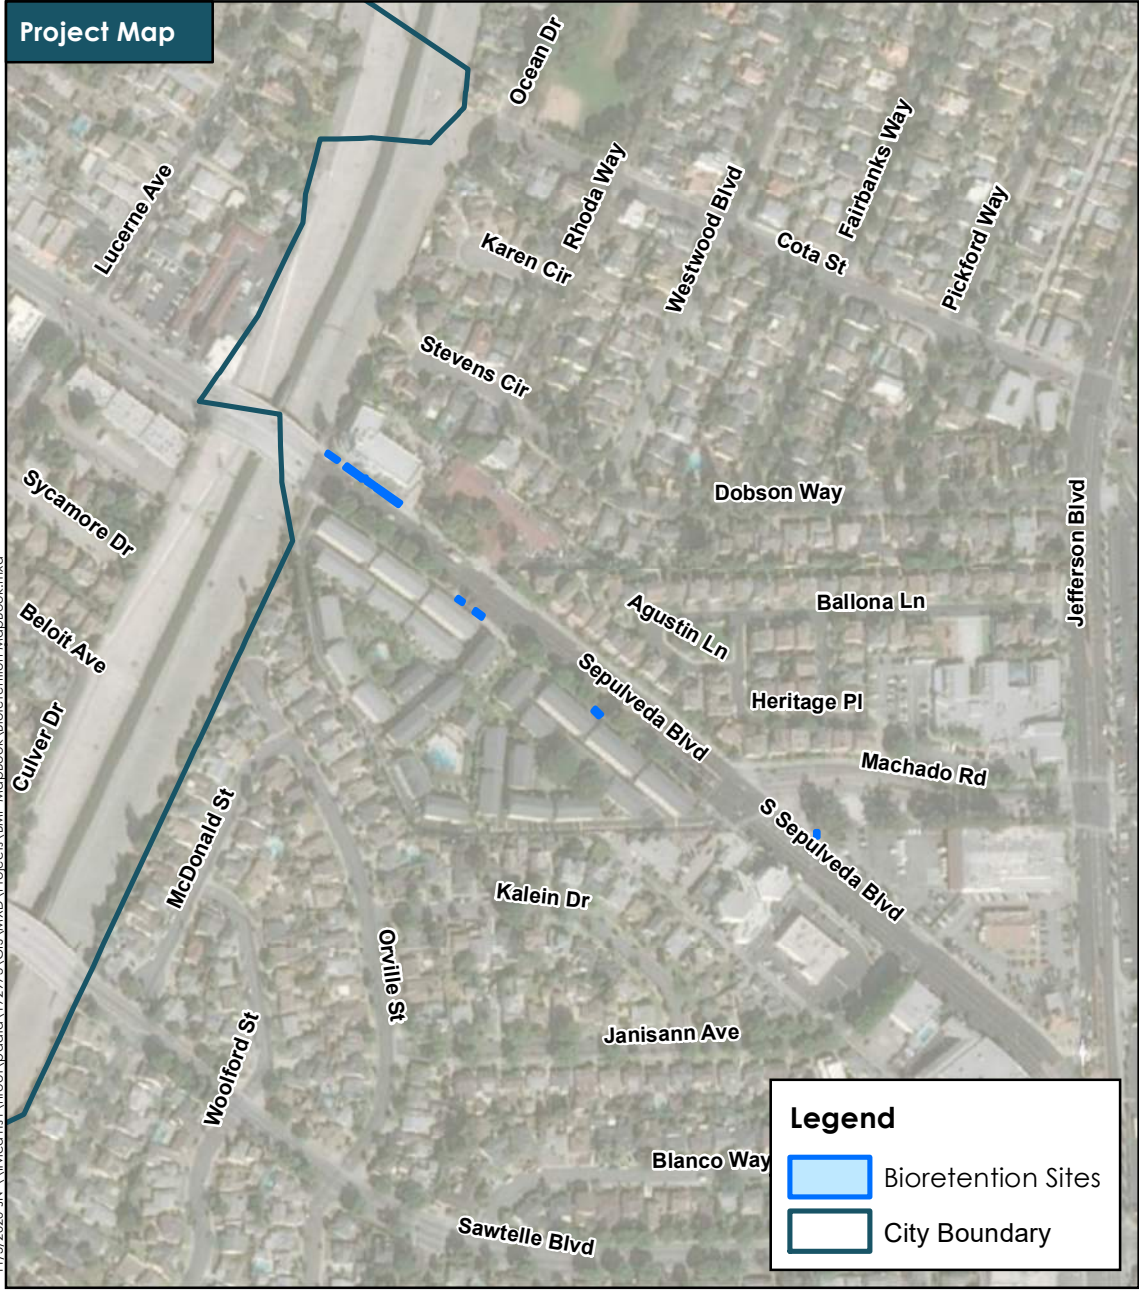 Project Map
Ocean Dr
Lucerne Ave
Rhoda Way
Karen Cir
Westwood Blvd
Fairbanks Way
Cota St
Pickford Way
Stevens Cir
Sycamore Dr
Dobson Way
Jefferson Blvd
Ballona Ln
Agustin Ln
Beloit Ave
Sepulveda Blvd
Heritage Pl
Culver Dr
Machado Rd
McDonald St
S Sepulveda Blvd
Kalein Dr
Orville St
Janisann Ave
Woolford St
Blanco Way
Sawtelle Blvd
Legend
Bioretention Sites
City Boundary